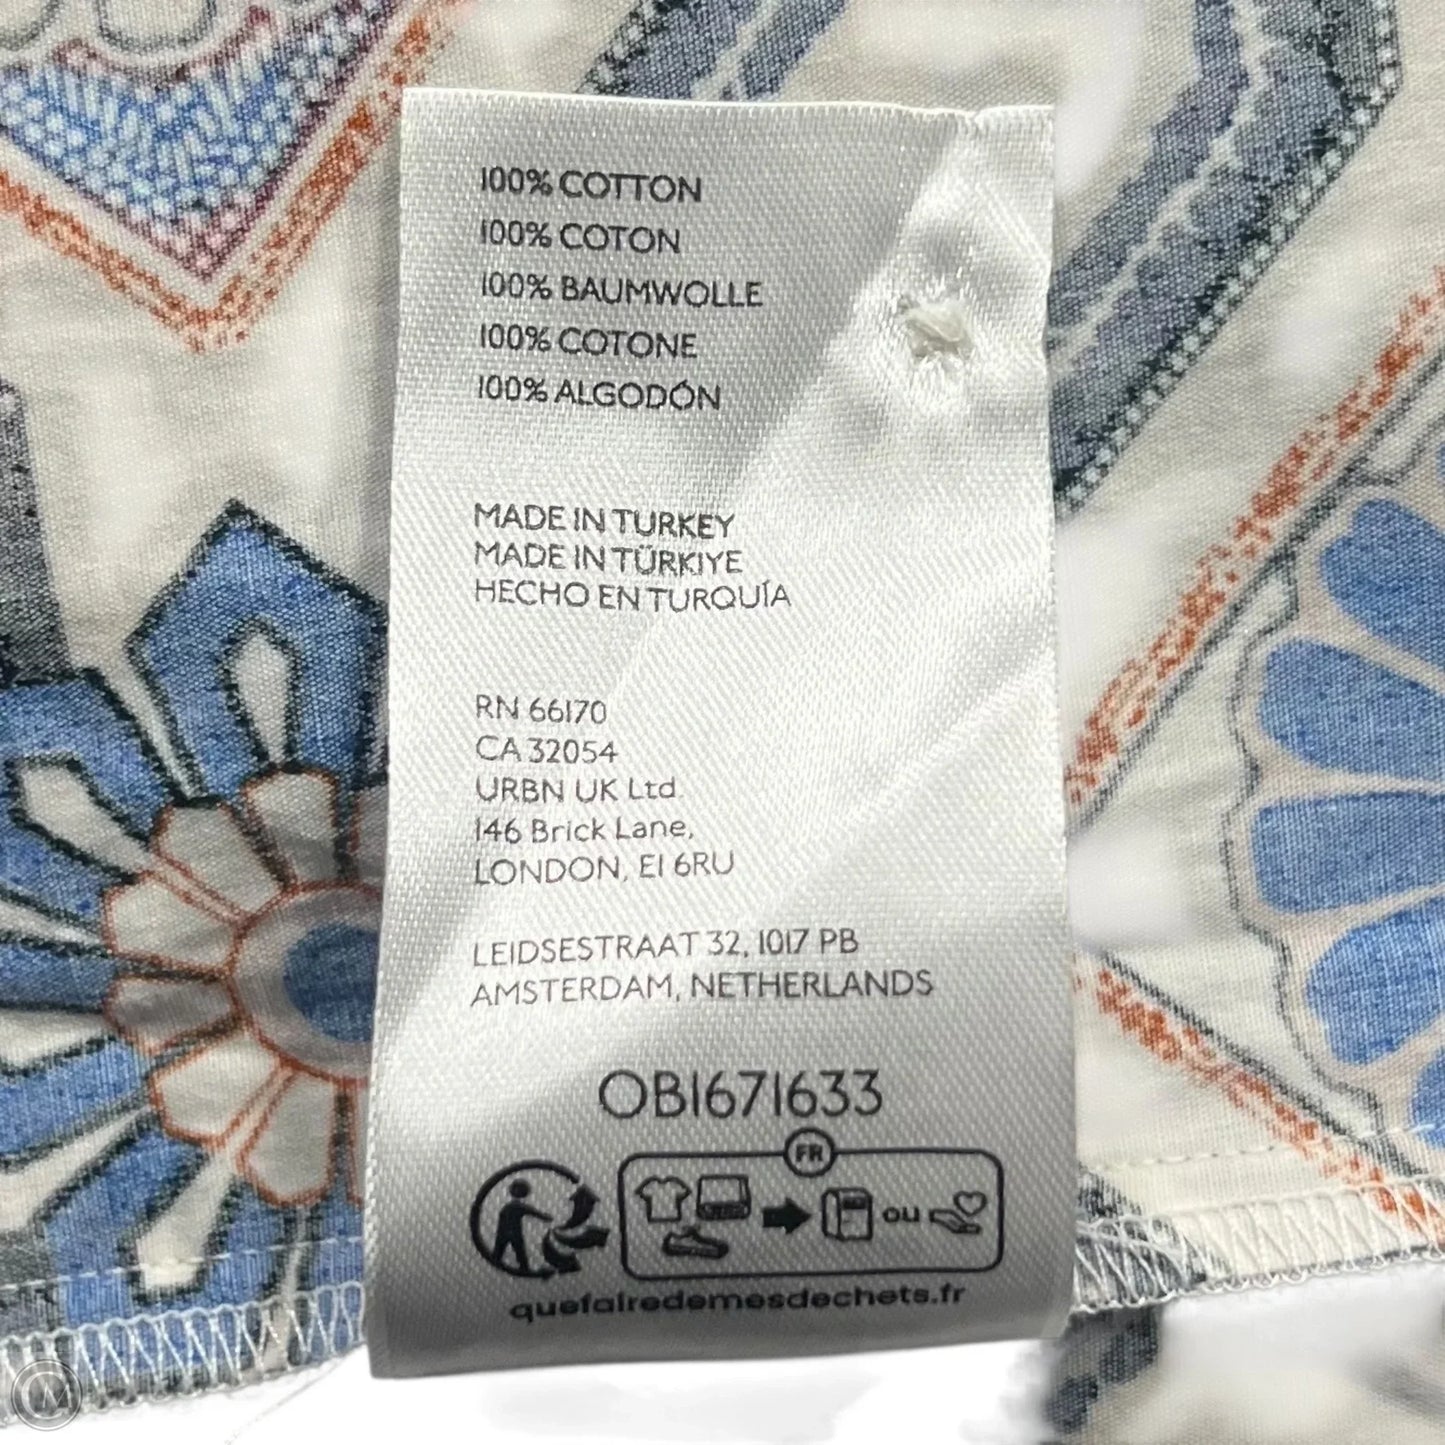 100% COTTON
100% COTON
100% BAUMWOLLE
100% COTONE
100% ALGODÓN
MADE IN TURKEY
MADE IN TÜRKIYE
HECHO EN TURQUÍA
RN 66170
CA 32054
URBN UK Ltd.
146 Brick Lane,
LONDON, E1 6RU
LEIDSESTRAAT 32, 1017 PB
AMSTERDAM, NETHERLANDS
OB1671633
FR
ou
quefairedemesdechets.fr
CM